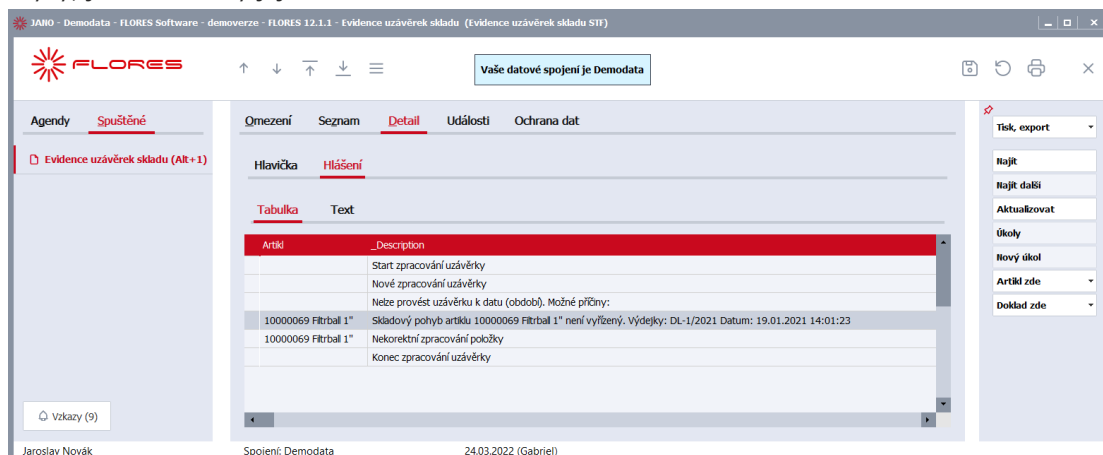 JANO - Demodata - FLORES Software - demoverze - FLORES 12.1.1 - Evidence uzávěrek skladu (Evidence uzávěrek skladu STF)
FLORES
Vaše datové spojení je Demodata
Agendy Spuštěné
Evidence uzávěrek skladu (Alt+1)
Omezení Seznam Detail Události Ochrana dat
Hlavička Hlášení
Tabulka Text
Artikl _Description
Start zpracování uzávěrky
Nové zpracování uzávěrky
Nelze provést uzávěrku k datu (období). Možné příčiny:
10000069 Filtrball 1" Skladový pohyb artiklu 10000069 Filtrball 1" není vyřízený. Výdejky: DL-1/2021 Datum: 19.01.2021 14:01:23
10000069 Filtrball 1" Nekorektní zpracování položky
Konec zpracování uzávěrky
Tisk, export
Najít
Najít další
Aktualizovat
Úkoly
Nový úkol
Artikl zde
Doklad zde
Vzkazy (9)
Jaroslav Novák Spojení: Demodata 24.03.2022 (Gabriel)